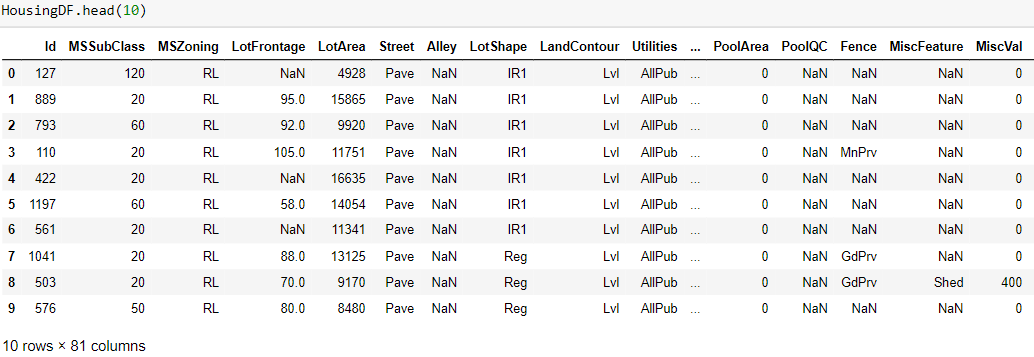 HousingDF.head(10)
Id MSSubClass MSZoning LotFrontage LotArea Street Alley LotShape LandContour Utilities ... PoolArea PoolQC Fence MiscFeature MiscVal
0 127 120 RL NaN 4928 Pave NaN IR1 Lvl AllPub ... 0 NaN NaN NaN 0
1 889 20 RL 95.0 15865 Pave NaN IR1 Lvl AllPub ... 0 NaN NaN NaN 0
2 793 60 RL 92.0 9920 Pave NaN IR1 Lvl AllPub ... 0 NaN NaN NaN 0
3 110 20 RL 105.0 11751 Pave NaN IR1 Lvl AllPub ... 0 NaN MnPrv NaN 0
4 422 20 RL NaN 16635 Pave NaN IR1 Lvl AllPub ... 0 NaN NaN NaN 0
5 1197 60 RL 58.0 14054 Pave NaN IR1 Lvl AllPub ... 0 NaN NaN NaN 0
6 561 20 RL NaN 11341 Pave NaN IR1 Lvl AllPub ... 0 NaN NaN NaN 0
7 1041 20 RL 88.0 13125 Pave NaN Reg Lvl AllPub ... 0 NaN GdPrv NaN 0
8 503 20 RL 70.0 9170 Pave NaN Reg Lvl AllPub ... 0 NaN GdPrv Shed 400
9 576 50 RL 80.0 8480 Pave NaN Reg Lvl AllPub ... 0 NaN NaN NaN 0
10 rows × 81 columns